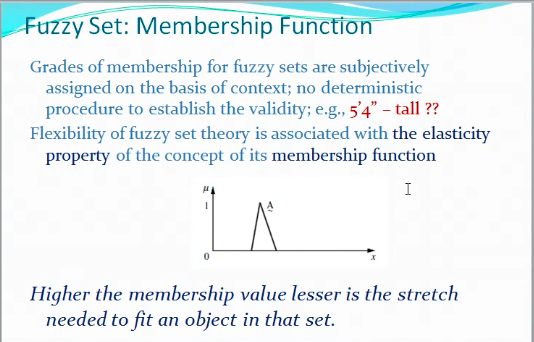 Fuzzy Set: Membership Function
Grades of membership for fuzzy sets are subjectively
assigned on the basis of context; no deterministic
procedure to establish the validity; e.g., 5’4” – tall ??
Flexibility of fuzzy set theory is associated with the elasticity
property of the concept of its membership function
μ
1
A
0
x
Higher the membership value lesser is the stretch
needed to fit an object in that set.